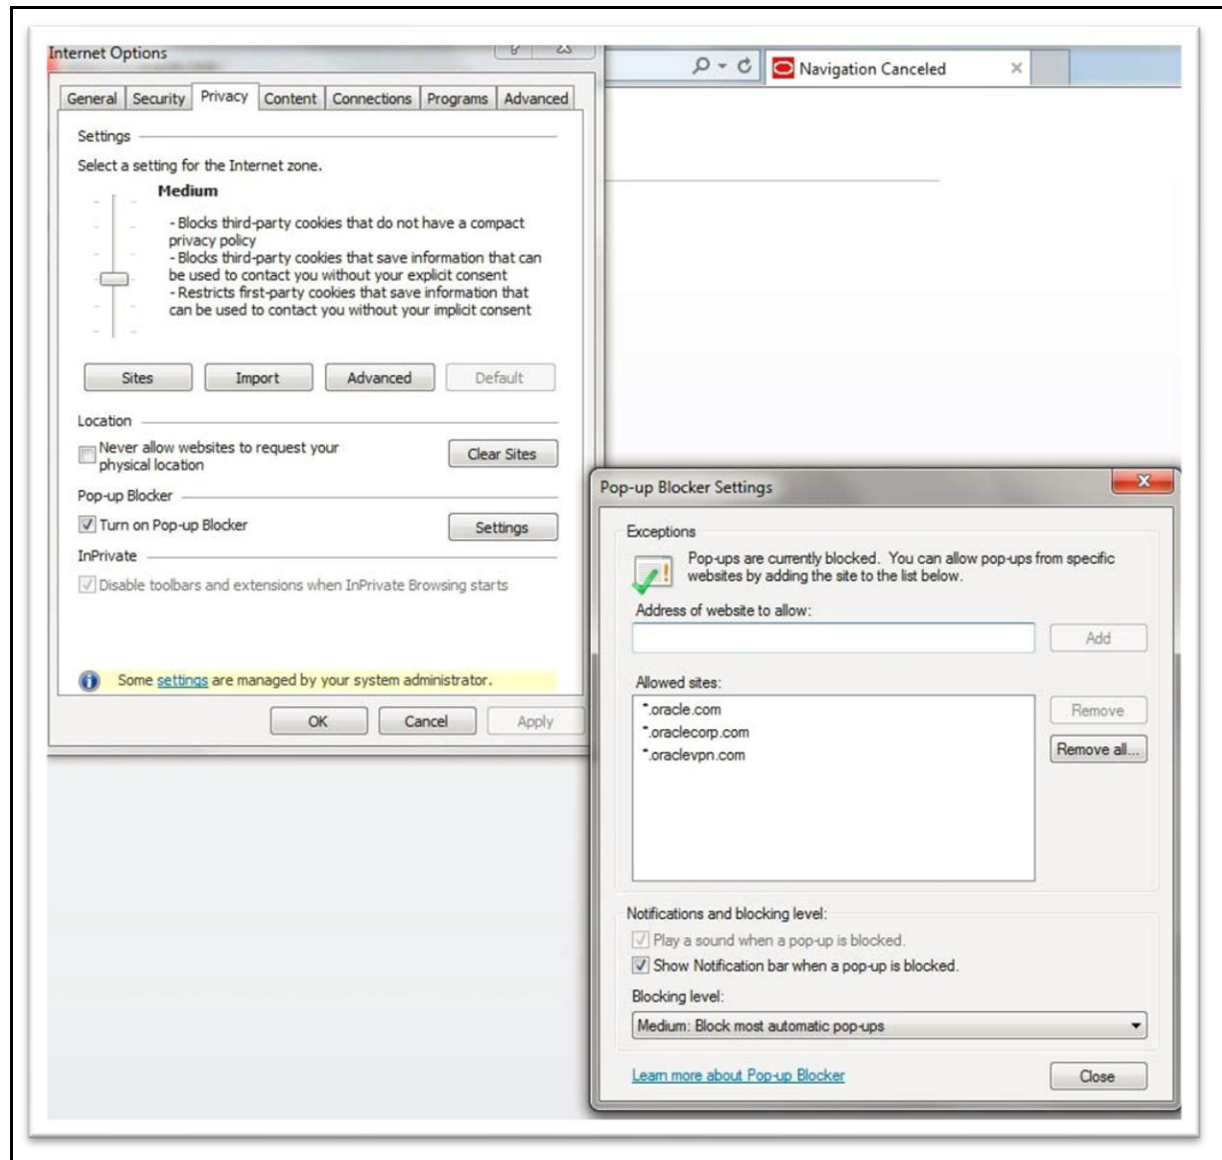 Internet Options
Navigation Canceled
General Security Privacy Content Connections Programs Advanced
Settings
Select a setting for the Internet zone.
Medium
- Blocks third-party cookies that do not have a compact
privacy policy
- Blocks third-party cookies that save information that can
be used to contact you without your explicit consent
- Restricts first-party cookies that save information that
can be used to contact you without your implicit consent
Sites Import Advanced Default
Location
Never allow websites to request your
physical location
Clear Sites
Pop-up Blocker
Turn on Pop-up Blocker
Settings
InPrivate
Disable toolbars and extensions when InPrivate Browsing starts
Some settings are managed by your system administrator.
OK Cancel Apply
Pop-up Blocker Settings
Exceptions
Pop-ups are currently blocked. You can allow pop-ups from specific
websites by adding the site to the list below.
Address of website to allow:
Add
Allowed sites:
*.oracle.com
*.oraclecorp.com
*.oraclevpn.com
Remove
Remove all...
Notifications and blocking level:
Play a sound when a pop-up is blocked.
Show Notification bar when a pop-up is blocked.
Blocking level:
Medium: Block most automatic pop-ups
Learn more about Pop-up Blocker
Close